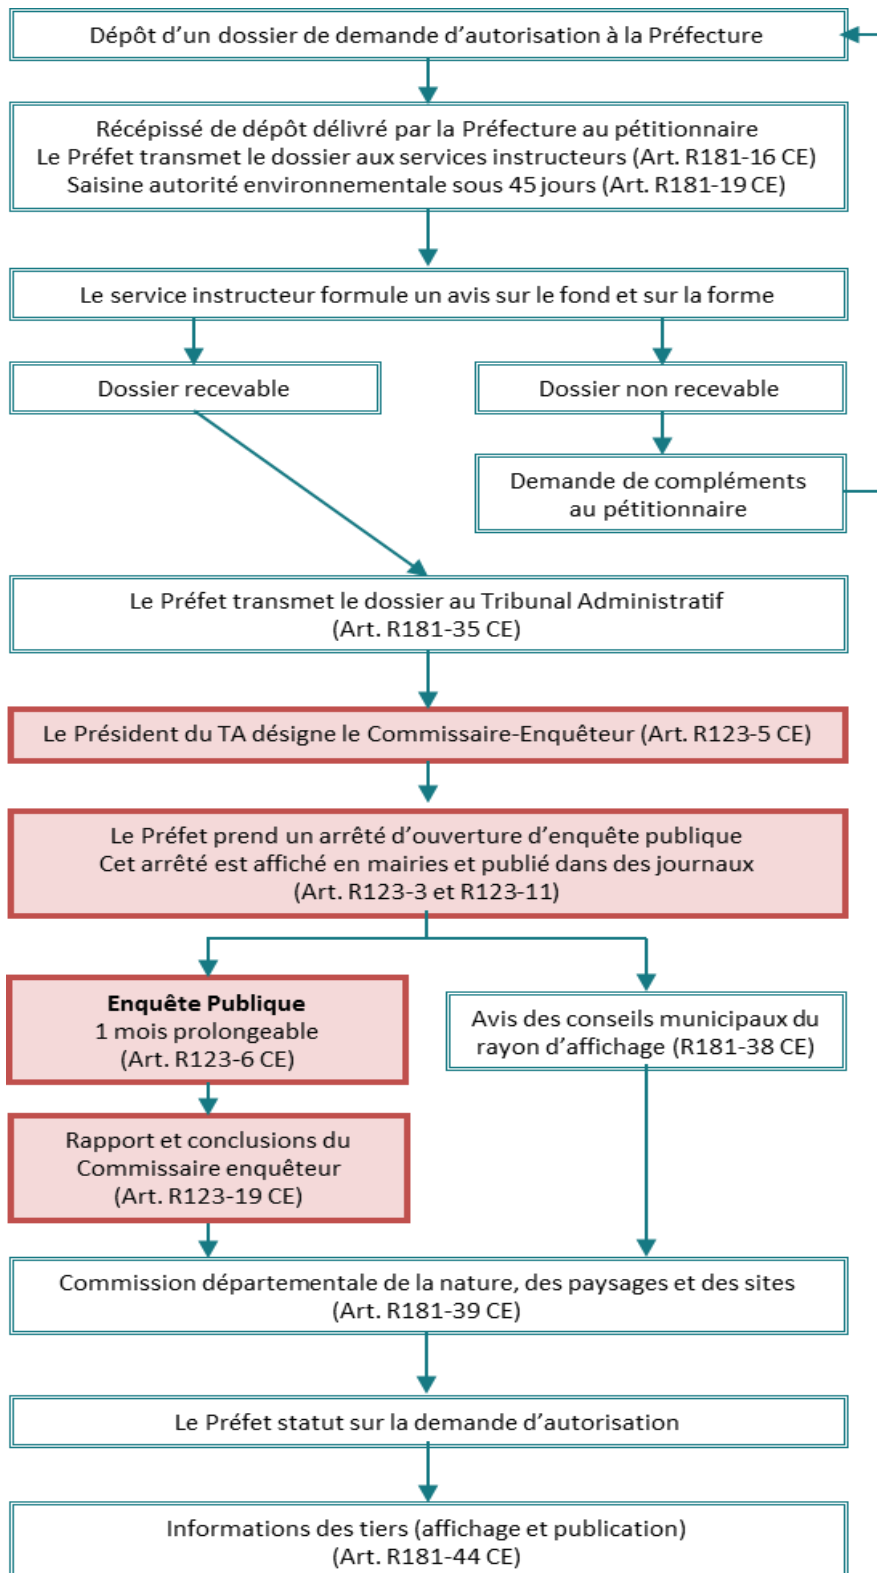 Dépôt d’un dossier de demande d’autorisation à la Préfecture
Récépissé de dépôt délivré par la Préfecture au pétitionnaire
Le Préfet transmet le dossier aux services instructeurs (Art. R181-16 CE)
Saisine autorité environnementale sous 45 jours (Art. R181-19 CE)
Le service instructeur formule un avis sur le fond et sur la forme
Dossier recevable
Dossier non recevable
Demande de compléments
au pétitionnaire
Le Préfet transmet le dossier au Tribunal Administratif
(Art. R181-35 CE)
Le Président du TA désigne le Commissaire-Enquêteur (Art. R123-5 CE)
Le Préfet prend un arrêté d’ouverture d’enquête publique
Cet arrêté est affiché en mairies et publié dans des journaux
(Art. R123-3 et R123-11)
Enquête Publique
1 mois prolongeable
(Art. R123-6 CE)
Avis des conseils municipaux du
rayon d’affichage (R181-38 CE)
Rapport et conclusions du
Commissaire enquêteur
(Art. R123-19 CE)
Commission départementale de la nature, des paysages et des sites
(Art. R181-39 CE)
Le Préfet statut sur la demande d’autorisation
Informations des tiers (affichage et publication)
(Art. R181-44 CE)